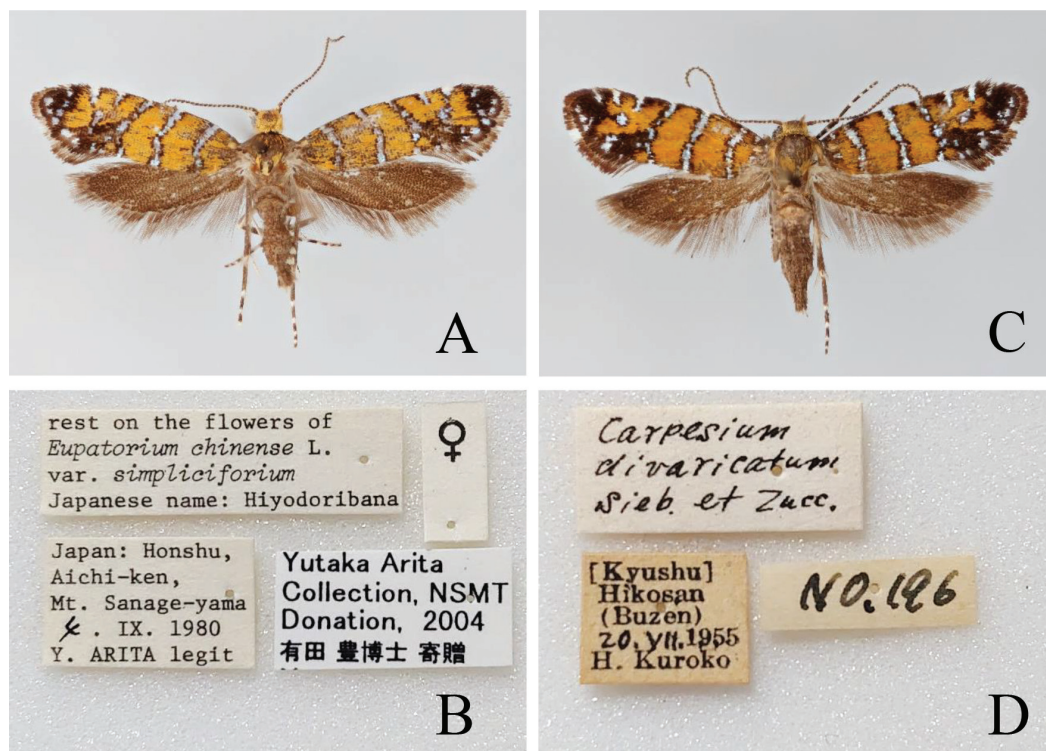 A
C
rest on the flowers of
Eupatorium chinense L.
var. simpliciforium
Japanese name: Hiyodoribana
♀
Japan: Honshu,
Aichi-ken,
Mt. Sanage-yama
4. IX. 1980
Y. ARITA legit
Yutaka Arita
Collection, NSMT
Donation, 2004
有田 豊博士 寄贈
B
Carpesium
divaricatum
Sieb. et Zucc.
[Kyushu]
Hikosan
(Buzen)
20.VII.1955
H. Kuroko
NO.196
D